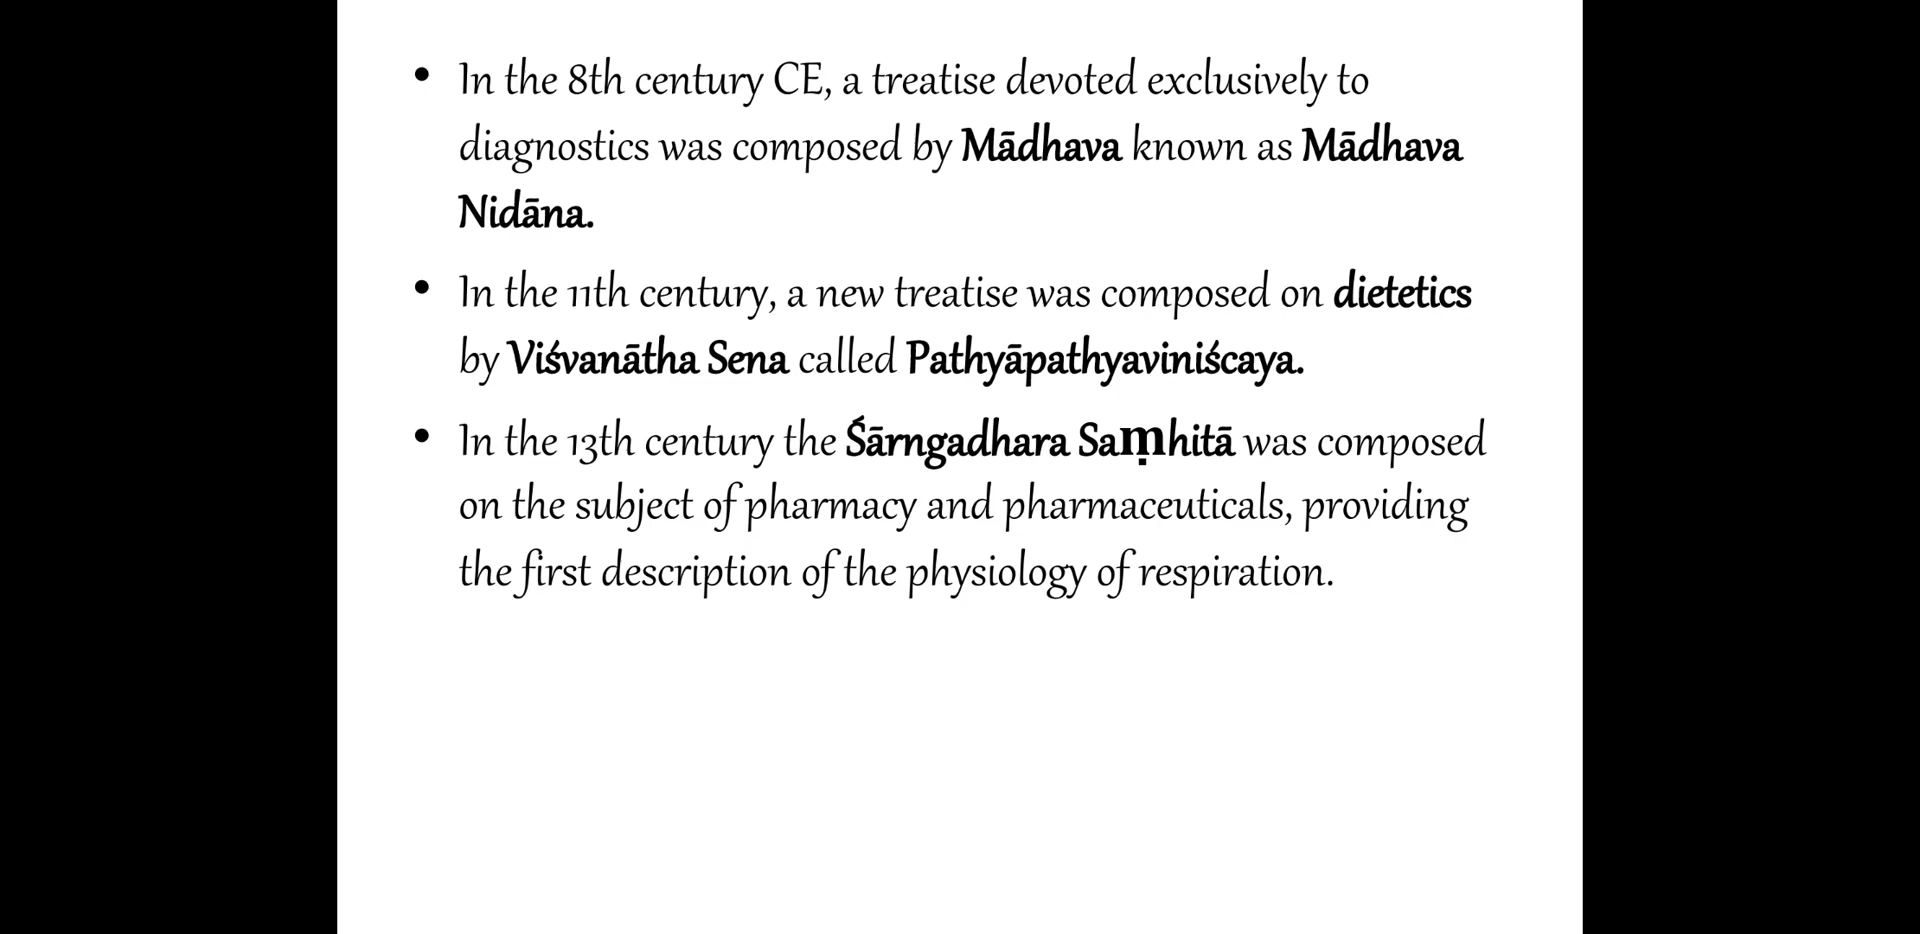 • In the 8th century CE, a treatise devoted exclusively to
diagnostics was composed by Mādhava known as Mādhava
Nidāna.
• In the 11th century, a new treatise was composed on dietetics
by Viśvanātha Sena called Pathyāpathyaviniścaya.
• In the 13th century the Śārngadhara Saṃhitā was composed
on the subject of pharmacy and pharmaceuticals, providing
the first description of the physiology of respiration.